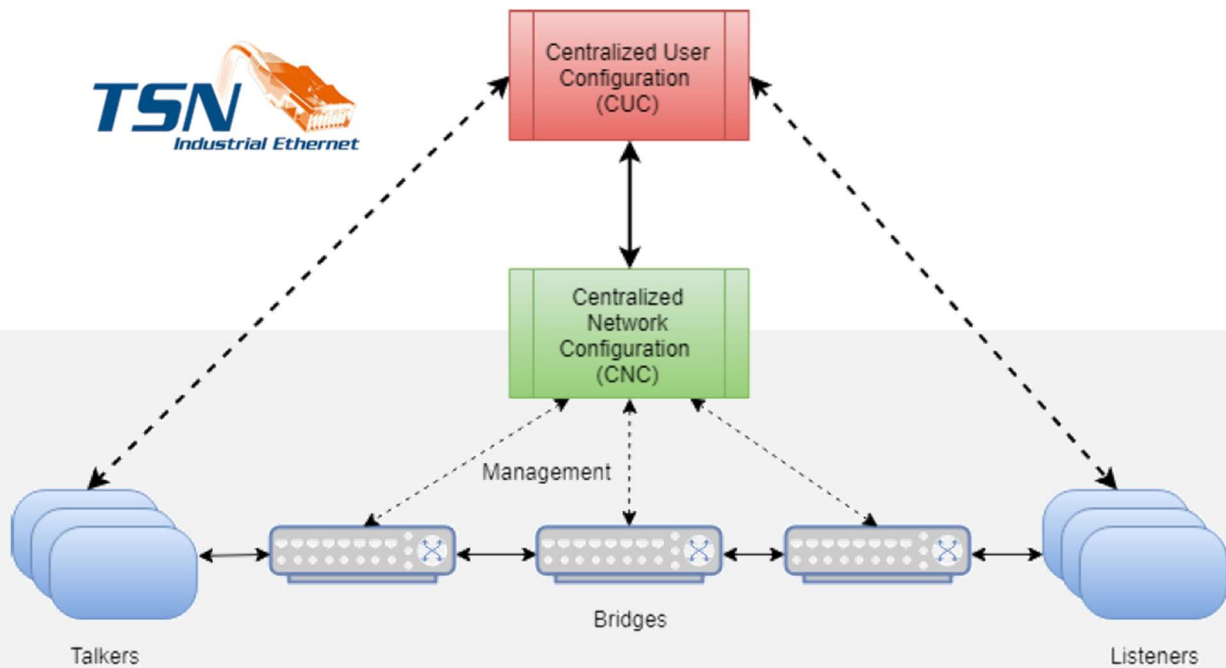 TSN
Industrial Ethernet
Centralized User
Configuration
(CUC)
Centralized
Network
Configuration
(CNC)
Management
Bridges
Talkers
Listeners